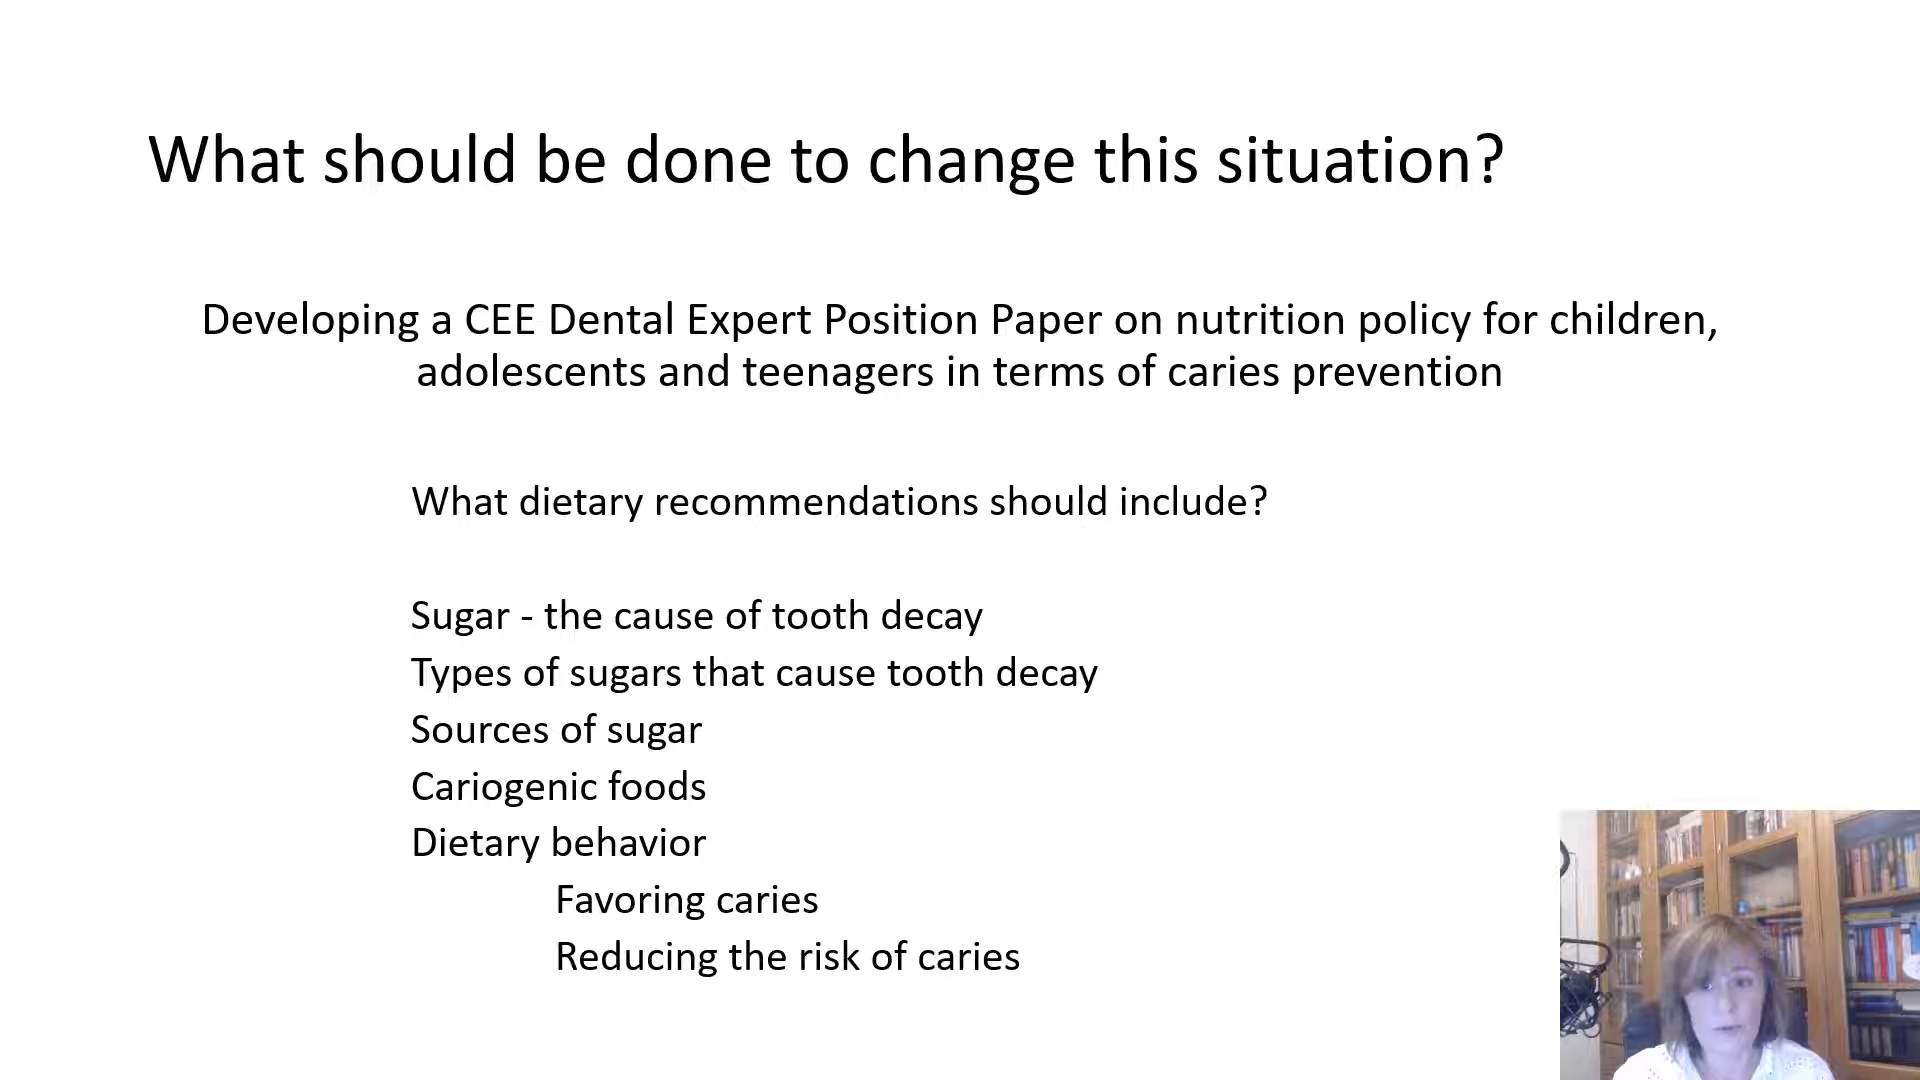 What should be done to change this situation?
Developing a CEE Dental Expert Position Paper on nutrition policy for children,
adolescents and teenagers in terms of caries prevention
What dietary recommendations should include?
Sugar - the cause of tooth decay
Types of sugars that cause tooth decay
Sources of sugar
Cariogenic foods
Dietary behavior
Favoring caries
Reducing the risk of caries